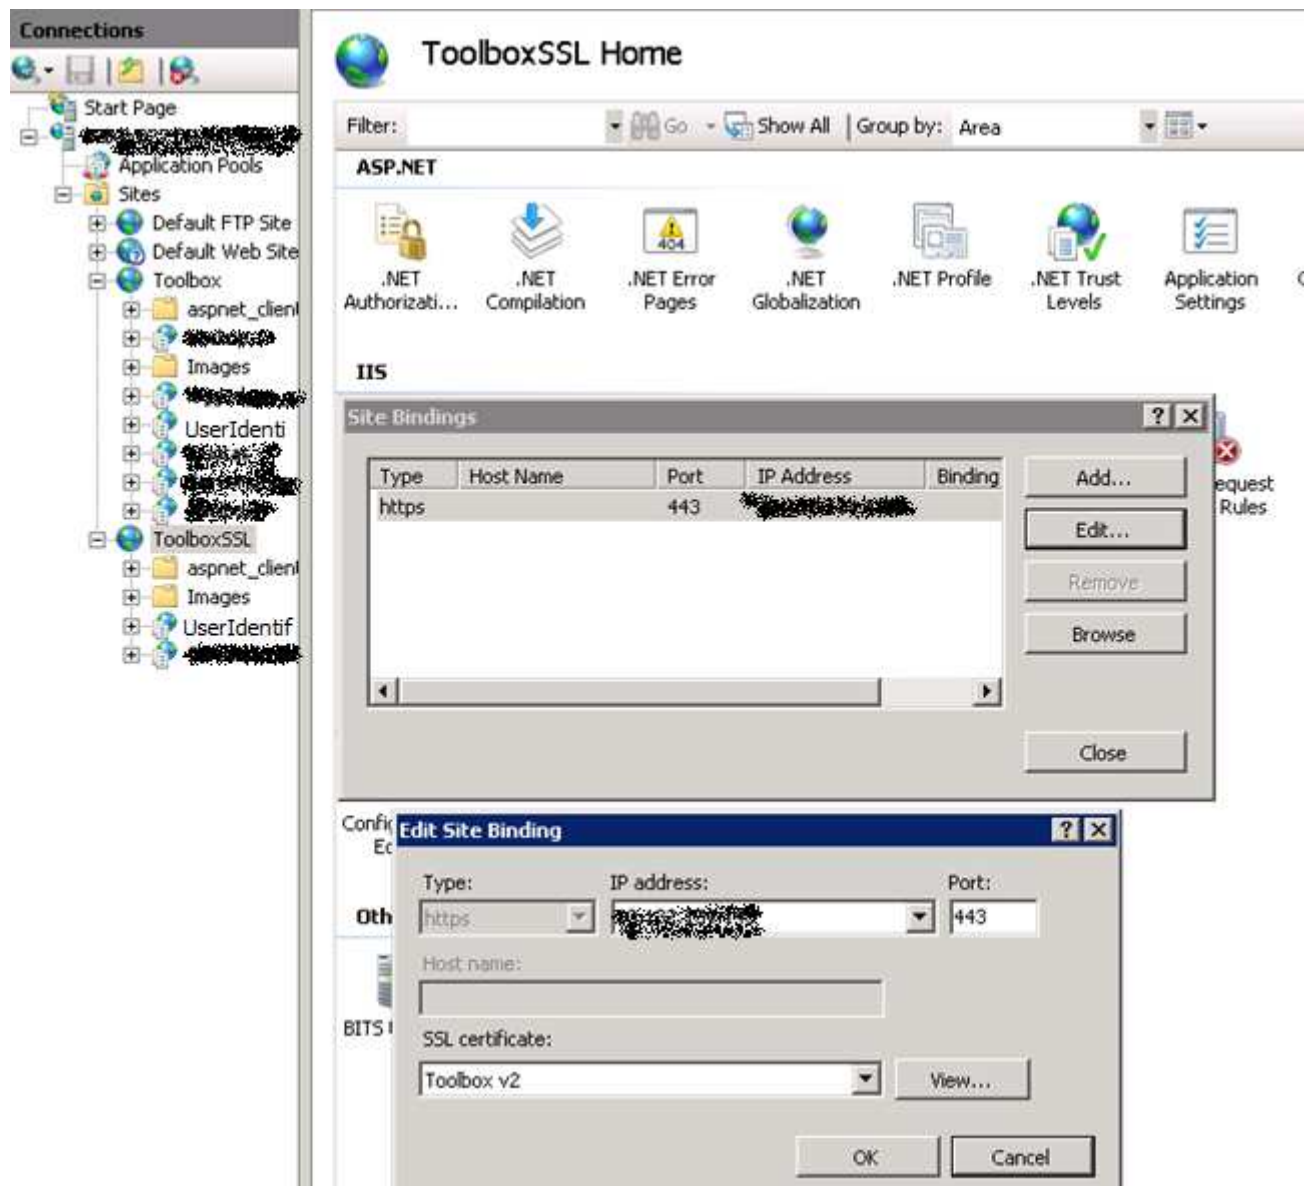 Connections
Start Page
Application Pools
Sites
Default FTP Site
Default Web Site
Toolbox
aspnet_client
Images
UserIdenti
ToolboxSSL
aspnet_client
Images
UserIdentif
ToolboxSSL Home
Filter: Go Show All Group by: Area
ASP.NET
.NET Authorizati...
.NET Compilation
404
.NET Error Pages
.NET Globalization
.NET Profile
.NET Trust Levels
Application Settings
IIS
equest
Rules
Site Bindings ?
Type Host Name Port IP Address Binding
https 443
Add...
Edit...
Remove
Browse
Close
Config
Ed
Oth
BITS
Edit Site Binding ?
Type: IP address: Port:
https 443
Host name:
SSL certificate:
Toolbox v2 View...
OK Cancel